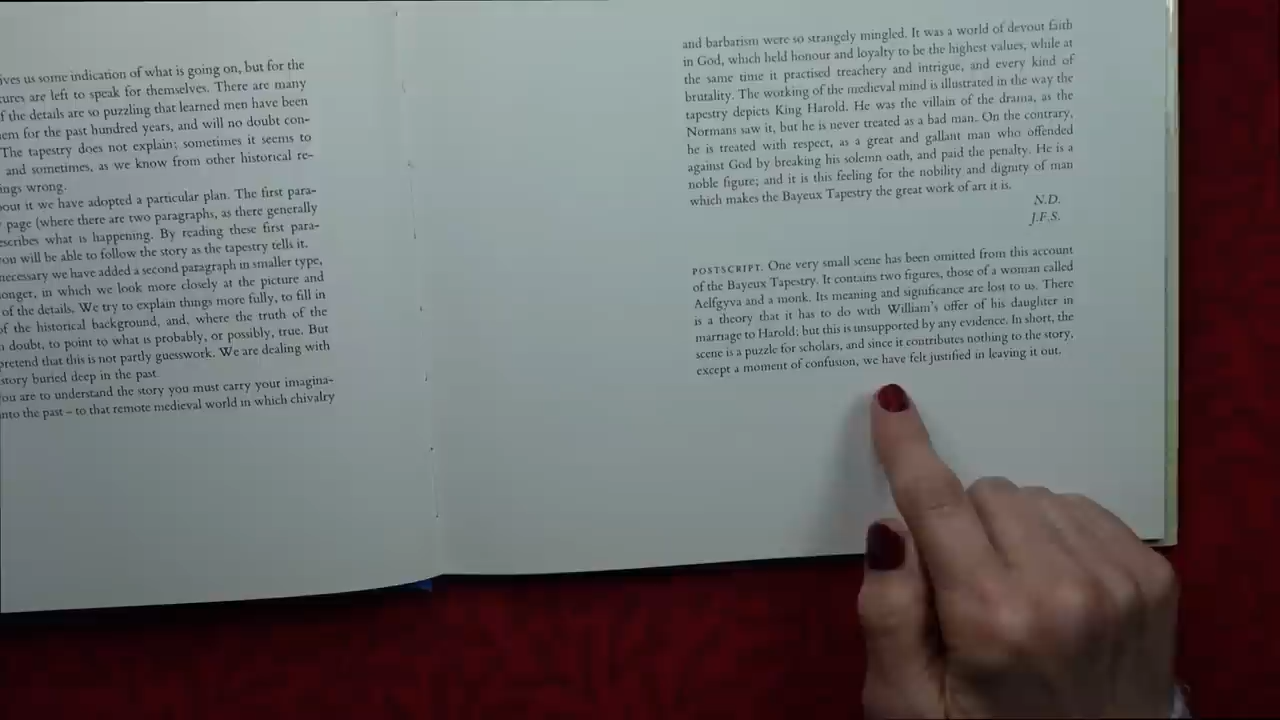 ives us some indication of what is going on, but for the
tures are left to speak for themselves. There are many
f the details are so puzzling that learned men have been
em for the past hundred years, and will no doubt con-
The tapestry does not explain; sometimes it seems to
and sometimes, as we know from other historical re-
ings wrong.
out it we have adopted a particular plan. The first para-
page (where there are two paragraphs, as there generally
escribes what is happening. By reading these first para-
you will be able to follow the story as the tapestry tells it.
necessary we have added a second paragraph in smaller type,
onger, in which we look more closely at the picture and
of the details. We try to explain things more fully, to fill in
of the historical background, and, where the truth of the
n doubt, to point to what is probably, or possibly, true. But
pretend that this is not partly guesswork. We are dealing with
story buried deep in the past.
ou are to understand the story you must carry your imagina-
nto the past – to that remote medieval world in which chivalry
and barbarism were so strangely mingled. It was a world of devout faith
in God, which held honour and loyalty to be the highest values, while at
the same time it practised treachery and intrigue, and every kind of
brutality. The working of the medieval mind is illustrated in the way the
tapestry depicts King Harold. He was the villain of the drama, as the
Normans saw it, but he is never treated as a bad man. On the contrary,
he is treated with respect, as a great and gallant man who offended
against God by breaking his solemn oath, and paid the penalty. He is a
noble figure; and it is this feeling for the nobility and dignity of man
which makes the Bayeux Tapestry the great work of art it is.
N.D.
J.F.S.
POSTSCRIPT. One very small scene has been omitted from this account
of the Bayeux Tapestry. It contains two figures, those of a woman called
Aelfgyva and a monk. Its meaning and significance are lost to us. There
is a theory that it has to do with William's offer of his daughter in
marriage to Harold; but this is unsupported by any evidence. In short, the
scene is a puzzle for scholars, and since it contributes nothing to the story,
except a moment of confusion, we have felt justified in leaving it out.